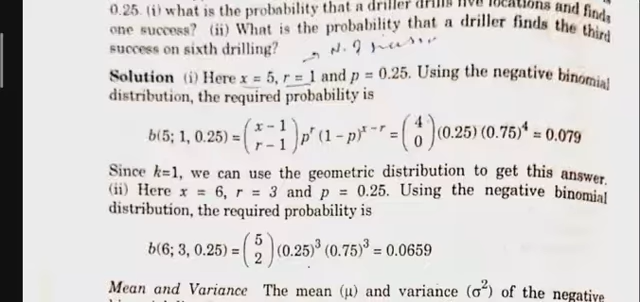 0.25. (i) what is the probability that a driller drills five locations and finds
one success? (ii) What is the probability that a driller finds the third
success on sixth drilling?
Solution (i) Here x = 5, r = 1 and p = 0.25. Using the negative binomial
distribution, the required probability is
b(5; 1, 0.25) = (x − 1 r − 1) p^r (1 − p)^x − r = (4 0) (0.25) (0.75)^4 = 0.079
Since k=1, we can use the geometric distribution to get this answer.
(ii) Here x = 6, r = 3 and p = 0.25. Using the negative binomial
distribution, the required probability is
b(6; 3, 0.25) = (5 2) (0.25)^3 (0.75)^3 = 0.0659
Mean and Variance The mean (μ) and variance (σ²) of the negative